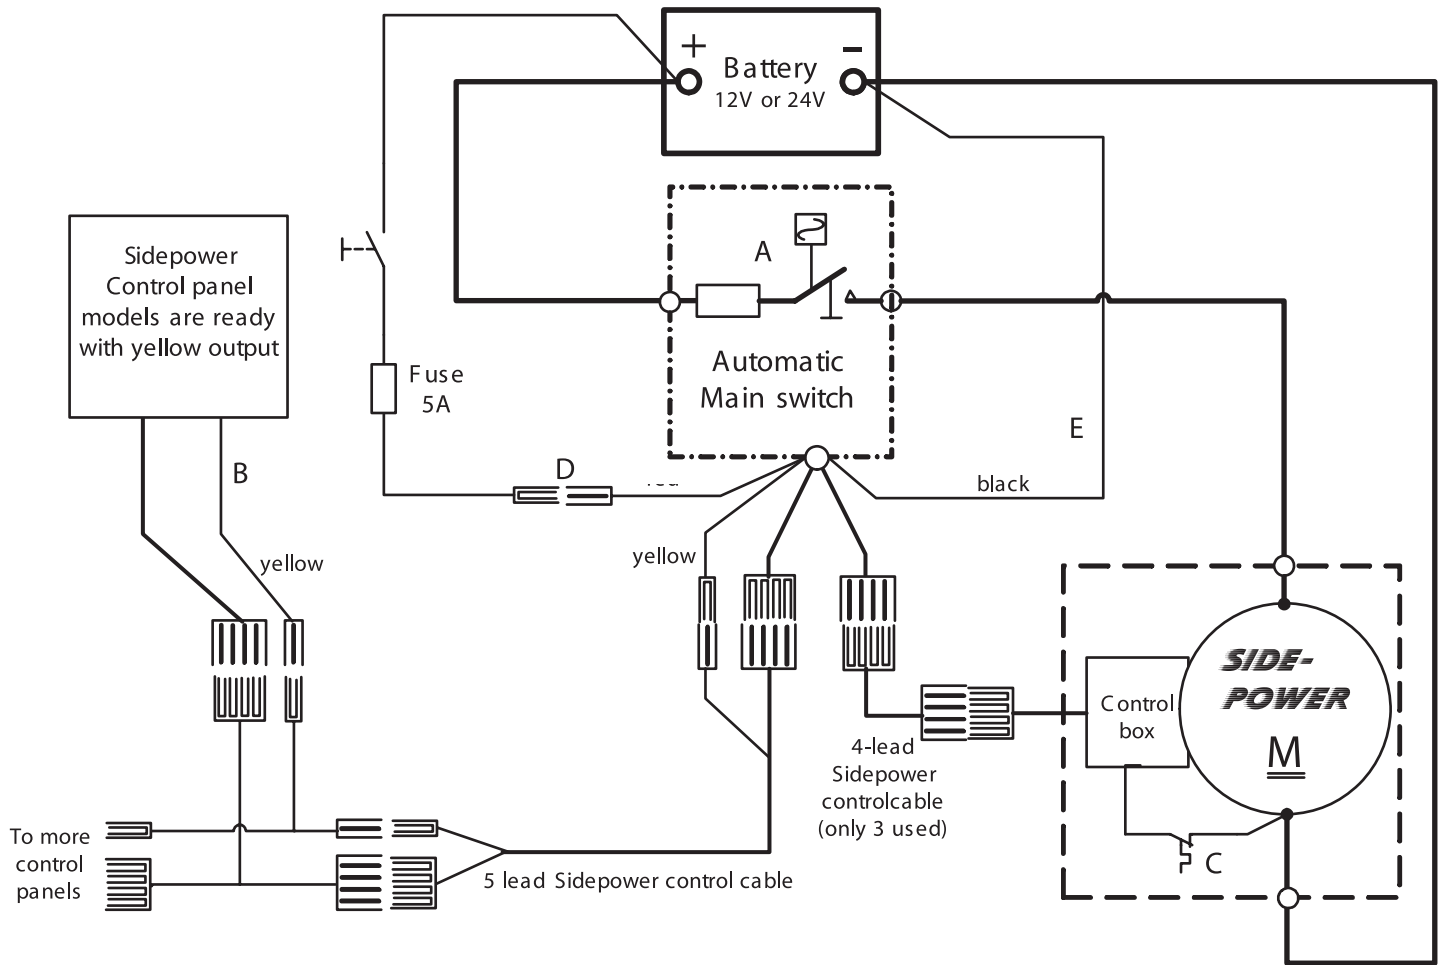 +
-
Battery
12V or 24V
Sidepower
Control panel
models are ready
with yellow output
A
Automatic
Main switch
Fuse
5A
B
D
E
black
yellow
yellow
SIDE-
POWER
M
Control
box
4-lead
Sidepower
controlcable
(only 3 used)
C
To more
control
panels
5 lead Sidepower control cable